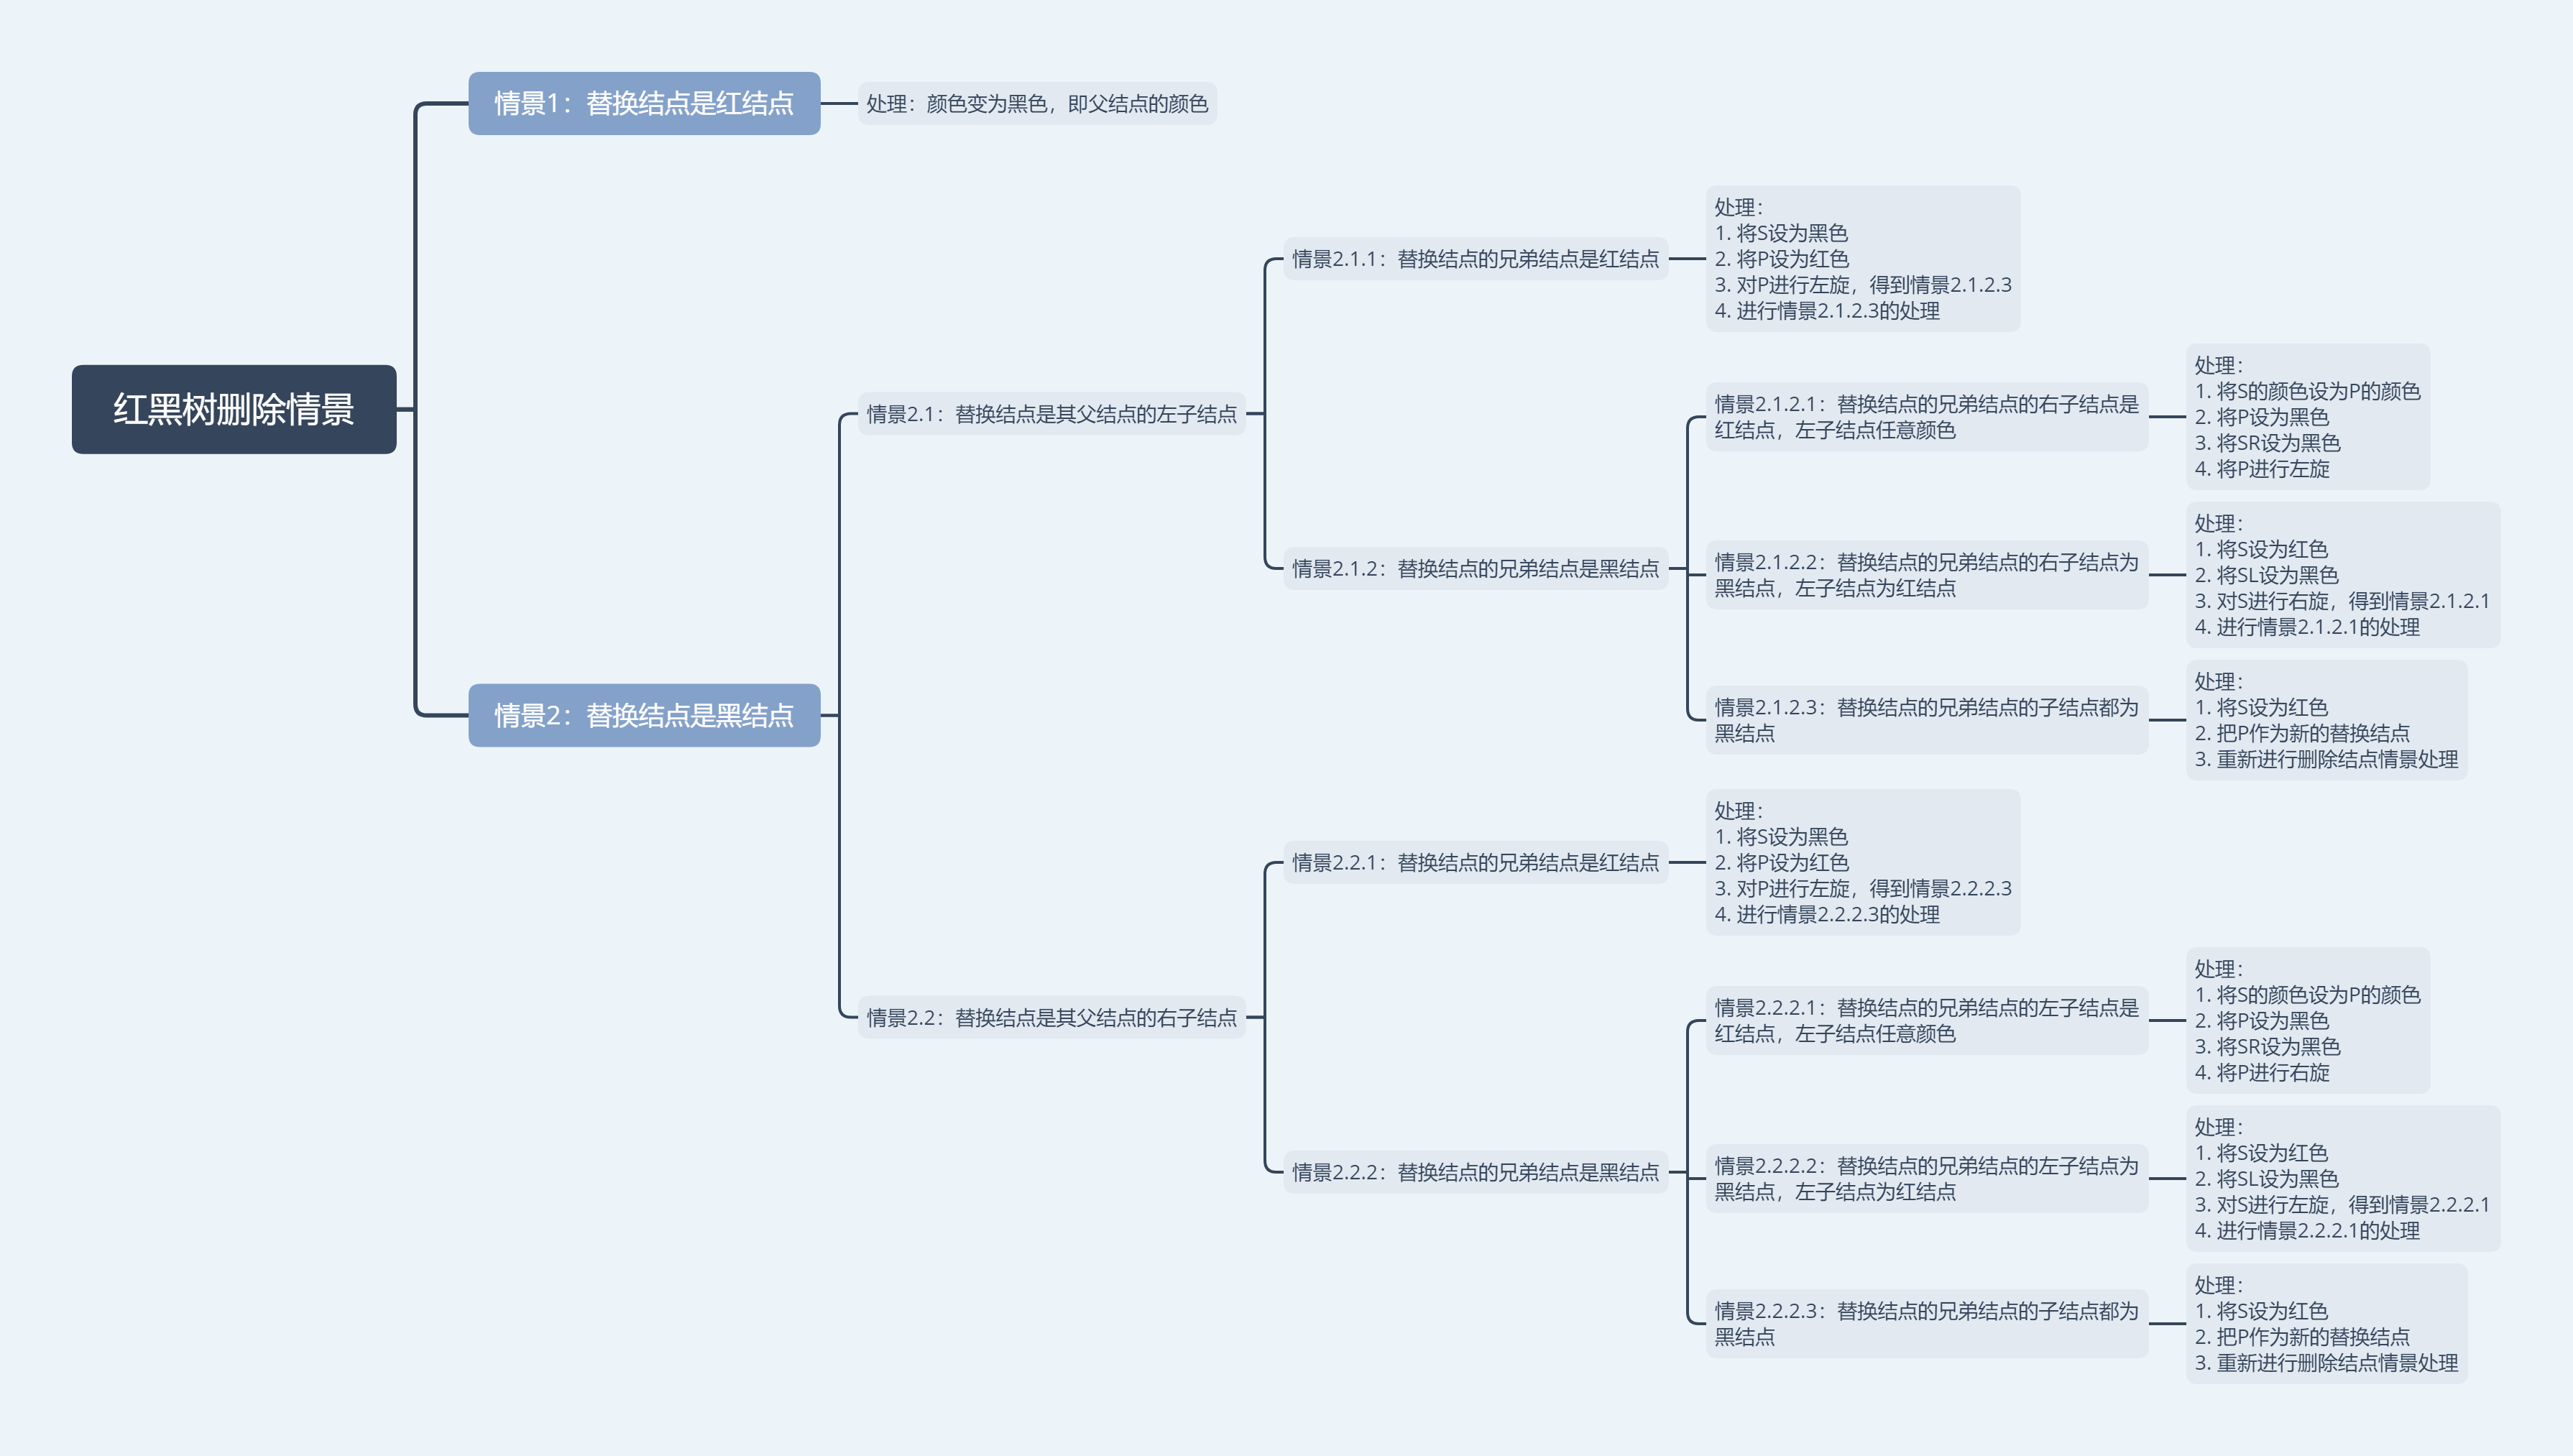 红黑树删除情景
情景1：替换结点是红结点
处理：颜色变为黑色，即父结点的颜色
情景2：替换结点是黑结点
情景2.1：替换结点是其父结点的左子结点
情景2.1.1：替换结点的兄弟结点是红结点
处理：
1. 将S设为黑色
2. 将P设为红色
3. 对P进行左旋，得到情景2.1.2.3
4. 进行情景2.1.2.3的处理
情景2.1.2：替换结点的兄弟结点是黑结点
情景2.1.2.1：替换结点的兄弟结点的右子结点是
红结点，左子结点任意颜色
处理：
1. 将S的颜色设为P的颜色
2. 将P设为黑色
3. 将SR设为黑色
4. 将P进行左旋
情景2.1.2.2：替换结点的兄弟结点的右子结点为
黑结点，左子结点为红结点
处理：
1. 将S设为红色
2. 将SL设为黑色
3. 对S进行右旋，得到情景2.1.2.1
4. 进行情景2.1.2.1的处理
情景2.1.2.3：替换结点的兄弟结点的子结点都为
黑结点
处理：
1. 将S设为红色
2. 把P作为新的替换结点
3. 重新进行删除结点情景处理
情景2.2：替换结点是其父结点的右子结点
情景2.2.1：替换结点的兄弟结点是红结点
处理：
1. 将S设为黑色
2. 将P设为红色
3. 对P进行左旋，得到情景2.2.2.3
4. 进行情景2.2.2.3的处理
情景2.2.2：替换结点的兄弟结点是黑结点
情景2.2.2.1：替换结点的兄弟结点的左子结点是
红结点，左子结点任意颜色
处理：
1. 将S的颜色设为P的颜色
2. 将P设为黑色
3. 将SR设为黑色
4. 将P进行右旋
情景2.2.2.2：替换结点的兄弟结点的左子结点为
黑结点，左子结点为红结点
处理：
1. 将S设为红色
2. 将SL设为黑色
3. 对S进行左旋，得到情景2.2.2.1
4. 进行情景2.2.2.1的处理
情景2.2.2.3：替换结点的兄弟结点的子结点都为
黑结点
处理：
1. 将S设为红色
2. 把P作为新的替换结点
3. 重新进行删除结点情景处理